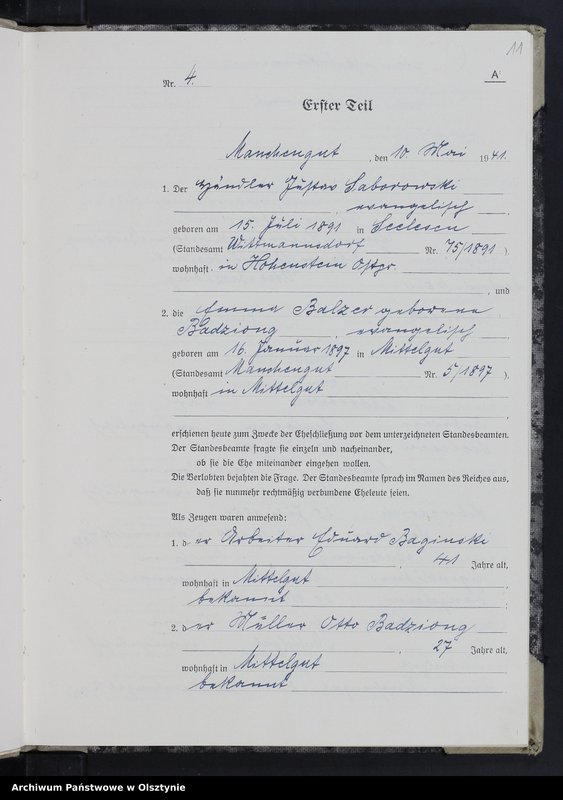 11
Nr. 4.
A
Erster Teil
Manchengut, den 10. Mai 1941.
1. Der Händler Gustav Saborowski
, evangelisch,
geboren am 15. Juli 1891 in Seelesen
(Standesamt Wittmannsdorf Nr. 75/1891 ),
wohnhaft in Hohenstein Ostpr.
, und
2. die Emma Balzer geborene
Badziong, evangelisch,
geboren am 16. Januar 1897 in Mittelgut
(Standesamt Manchengut Nr. 5/1897 ),
wohnhaft in Mittelgut
,
erschienen heute zum Zwecke der Eheschließung vor dem unterzeichneten Standesbeamten.
Der Standesbeamte fragte sie einzeln und nacheinander,
ob sie die Ehe miteinander eingehen wollen.
Die Verlobten bejahten die Frage. Der Standesbeamte sprach im Namen des Reiches aus,
daß sie nunmehr rechtmäßig verbundene Eheleute seien.
Als Zeugen waren anwesend:
1. der Arbeiter Eduard Baginski
, 41 Jahre alt,
wohnhaft in Mittelgut
bekannt ;
2. der Müller Otto Badziong
, 27 Jahre alt,
wohnhaft in Mittelgut
bekannt
Archiwum Państwowe w Olsztynie